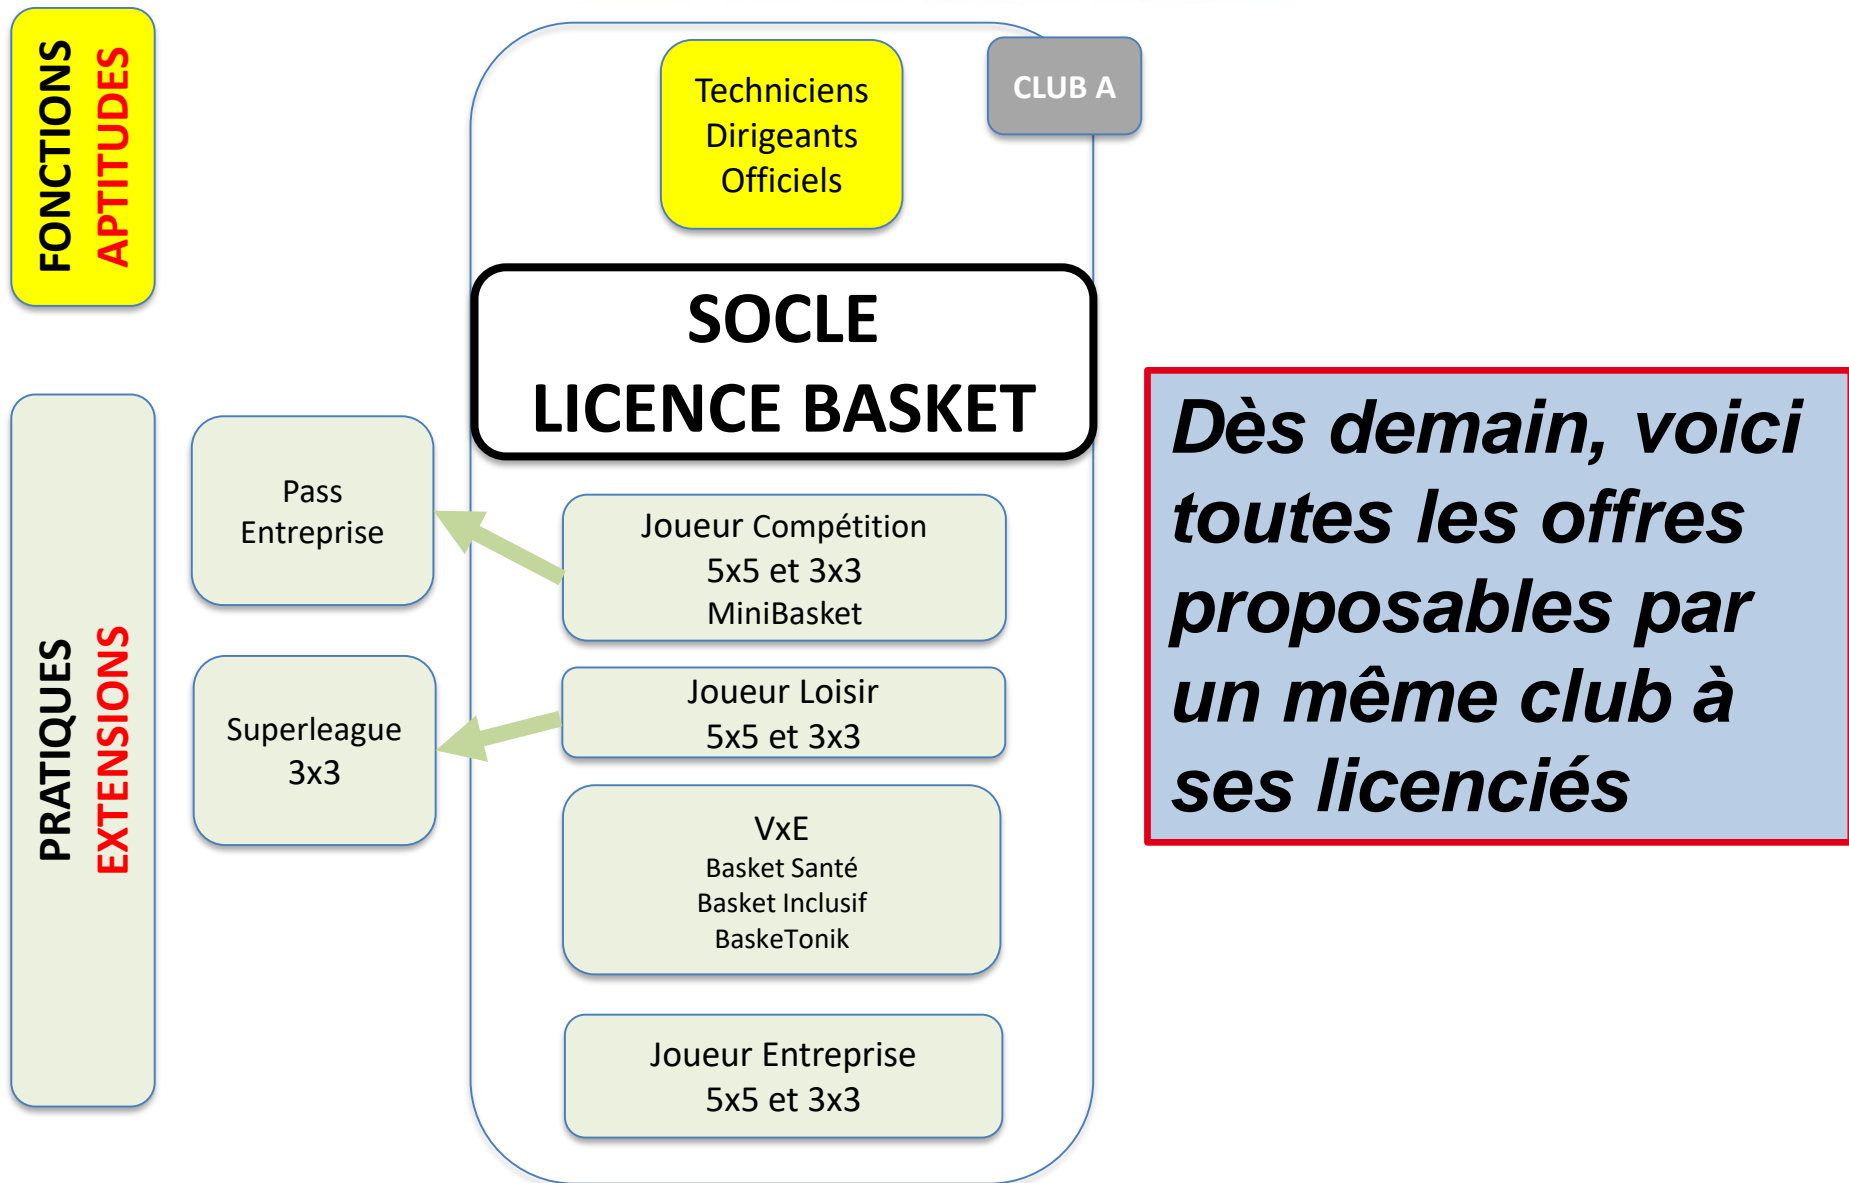 FONCTIONS
APTITUDES
Techniciens
Dirigeants
Officiels
CLUB A
SOCLE
LICENCE BASKET
PRATIQUES
EXTENSIONS
Pass
Entreprise
Joueur Compétition
5x5 et 3x3
MiniBasket
Superleague
3x3
Joueur Loisir
5x5 et 3x3
VxE
Basket Santé
Basket Inclusif
BaskeTonik
Joueur Entreprise
5x5 et 3x3
Dès demain, voici
toutes les offres
proposables par
un même club à
ses licenciés